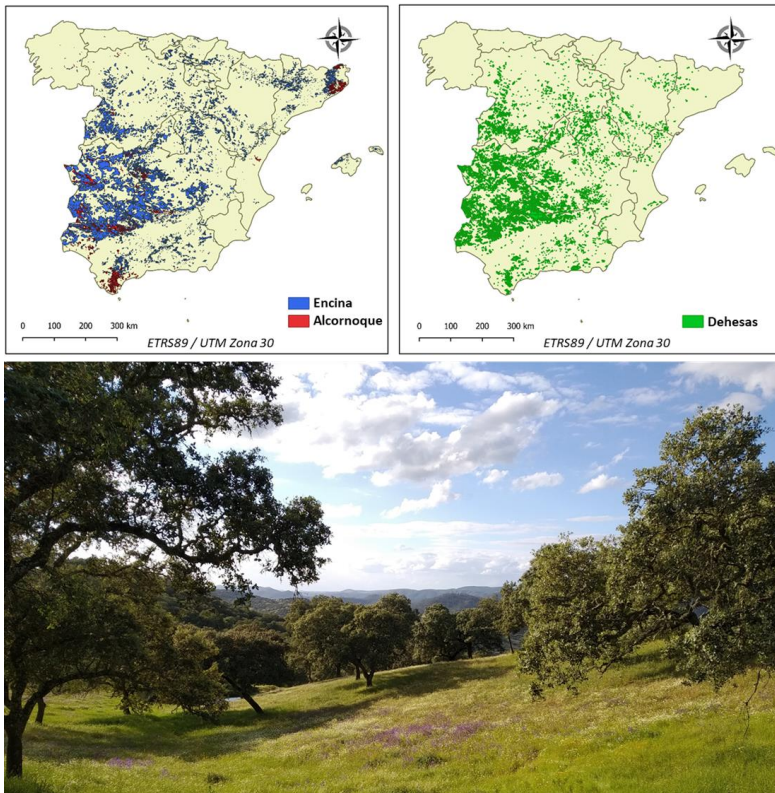 Encina
Alcornoque
0 100 200 300 km
ETRS89 / UTM Zona 30
Dehesas
0 100 200 300 km
ETRS89 / UTM Zona 30